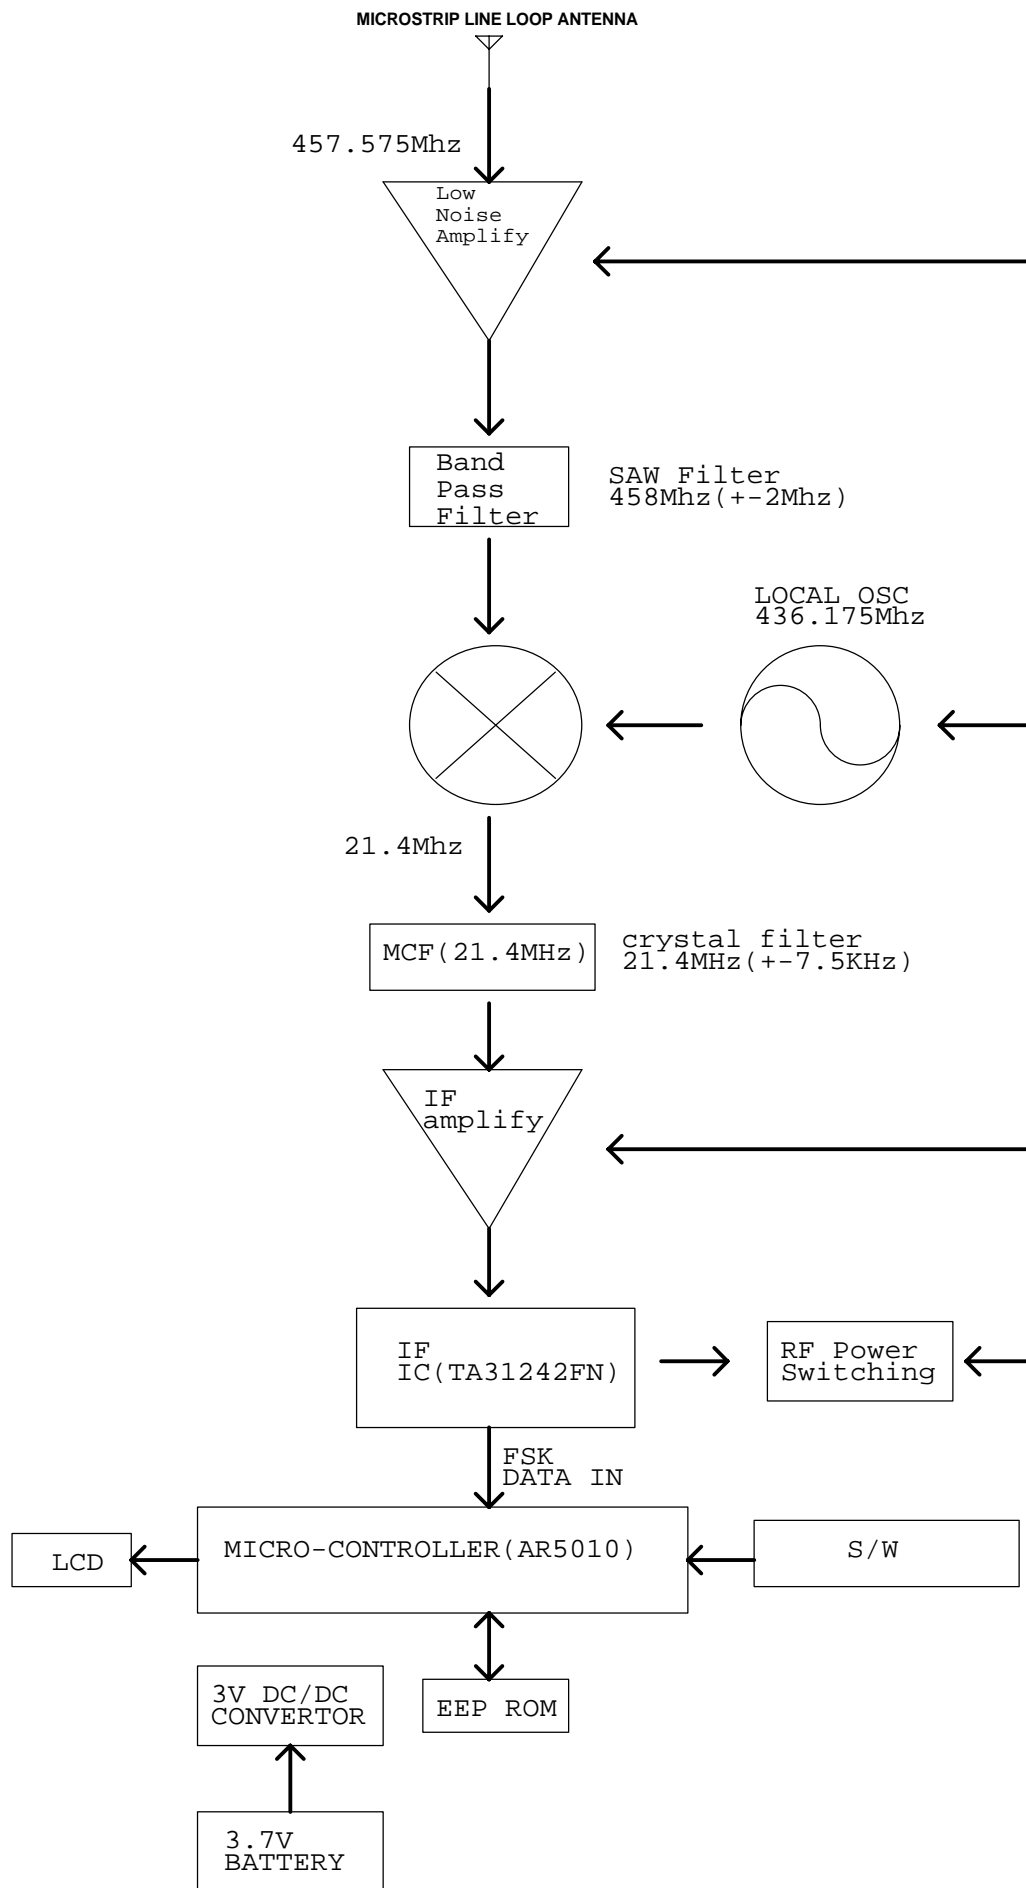 MICROSTRIP LINE LOOP ANTENNA
457.575Mhz
Low
Noise
Amplify
Band
Pass
Filter
SAW Filter
458Mhz(+-2Mhz)
LOCAL OSC
436.175Mhz
21.4Mhz
MCF(21.4MHz)
crystal filter
21.4MHz(+-7.5KHz)
IF
amplify
IF
IC(TA31242FN)
RF Power
Switching
FSK
DATA IN
LCD
MICRO-CONTROLLER(AR5010)
S/W
3V DC/DC
CONVERTOR
EEP ROM
3.7V
BATTERY